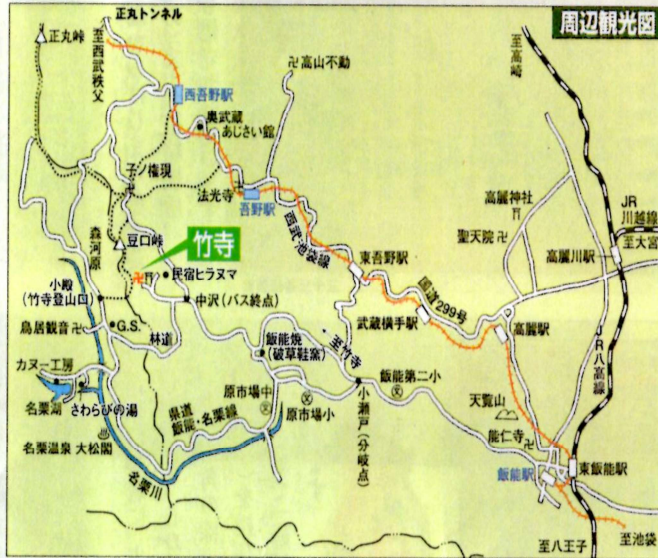 周辺観光図
正丸トンネル
正丸峠
至西武秩父
西吾野駅
卍高山不動
至高崎
奥武蔵
あじさい館
子ノ権現
卍
法光寺
卍
吾野駅
西武・池袋線
高麗神社
聖天院卍
JR
川越線
至大宮
高麗川駅
森河原
豆口峠
竹寺
卍
民宿ヒラヌマ
東吾野駅
国道299号
小殿
(竹寺登山口)
中沢(バス終点)
武蔵横手駅
高麗駅
JR八高線
鳥居観音卍
G.S.
林道
飯能焼
(破草鞋窯)
至竹寺
カヌー工房
名栗湖
さわらびの湯
原市場中
文
原市場小
文
飯能第二小
文
天覧山
小瀬戸(分岐点)
県道
飯能・名栗線
能仁寺卍
名栗温泉 大松閣
名栗川
飯能駅
東飯能駅
至八王子
至池袋